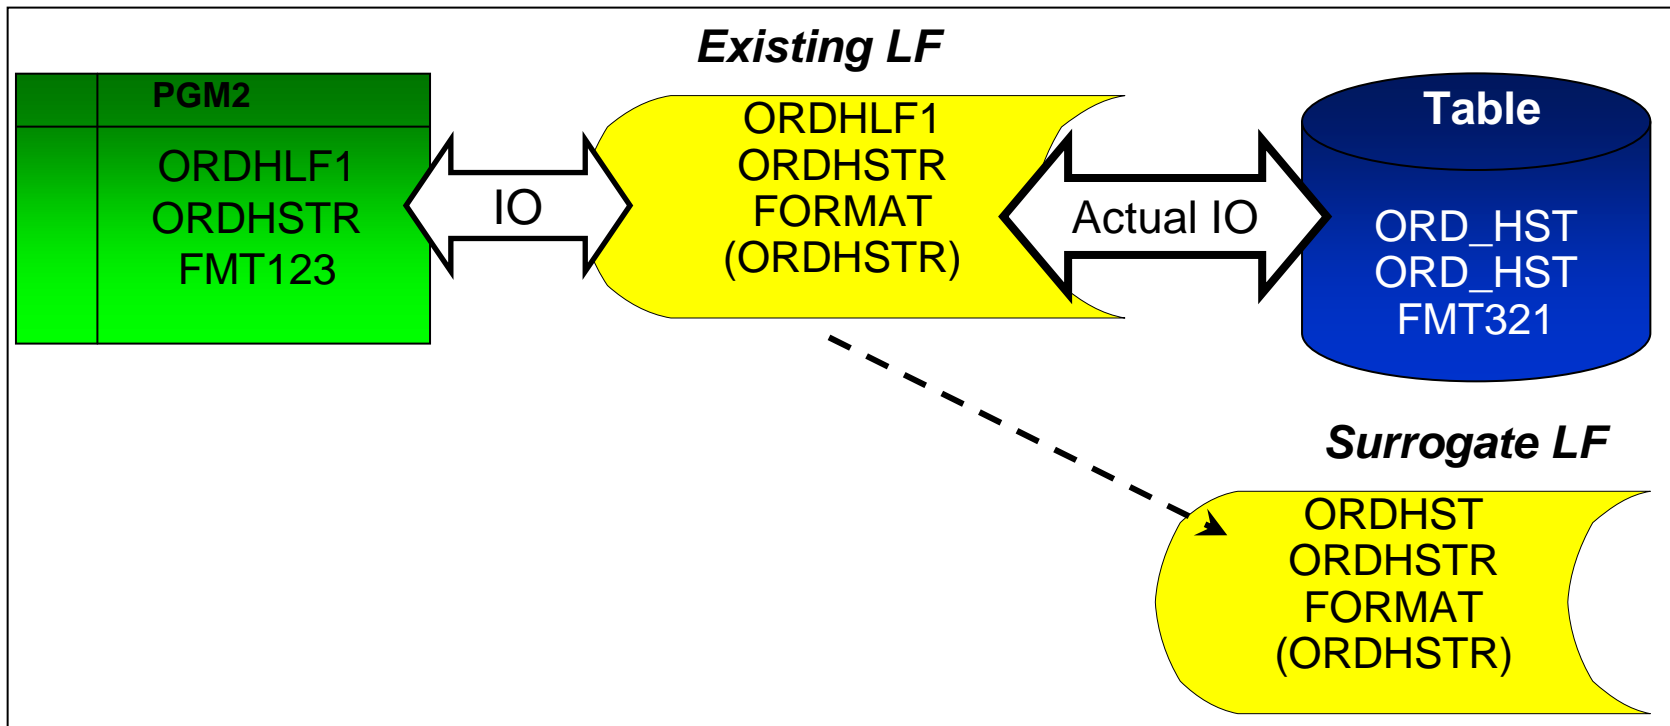 Existing LF
PGM2
ORDHLF1
ORDHSTR
FMT123
IO
ORDHLF1
ORDHSTR
FORMAT
(ORDHSTR)
Actual IO
Table
ORD_HST
ORD_HST
FMT321
Surrogate LF
ORDHST
ORDHSTR
FORMAT
(ORDHSTR)